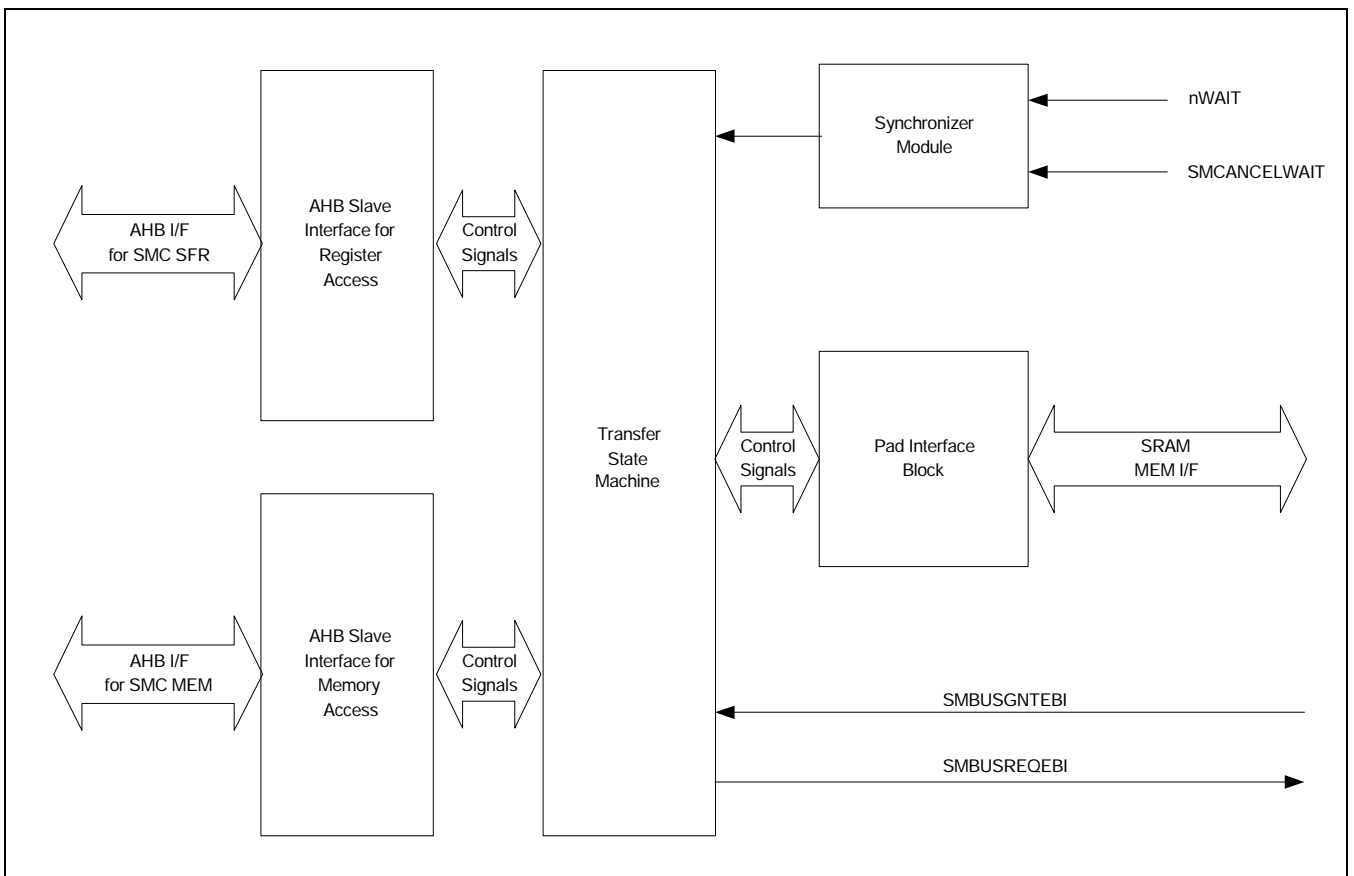 AHB I/F
for SMC SFR
AHB Slave
Interface for
Register
Access
Control
Signals
Synchronizer
Module
nWAIT
SMCANCELWAIT
Transfer
State
Machine
Control
Signals
Pad Interface
Block
SRAM
MEM I/F
AHB I/F
for SMC MEM
AHB Slave
Interface for
Memory
Access
Control
Signals
SMBUSGNTEBI
SMBUSREQEBI